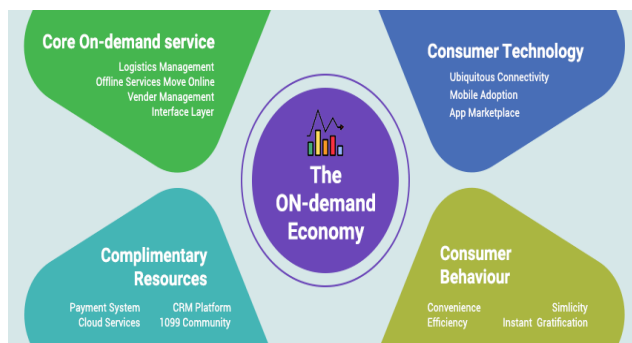 Core On-demand service
Logistics Management
Offline Services Move Online
Vender Management
Interface Layer
Consumer Technology
Ubiquitous Connectivity
Mobile Adoption
App Marketplace
The
ON-demand
Economy
Complimentary
Resources
Payment System CRM Platform
Cloud Services 1099 Community
Consumer
Behaviour
Convenience Simlicity
Efficiency Instant Gratification